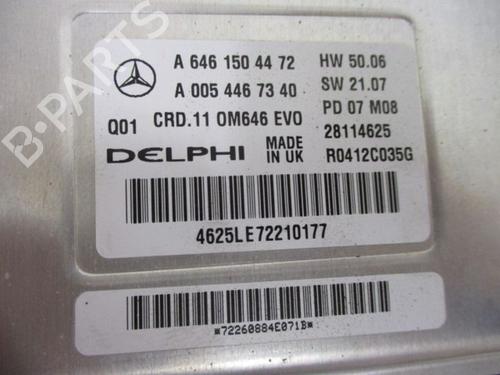 A 646 150 44 72 HW 50.06
A 005 446 73 40 SW 21.07
PD 07 M08
Q01 CRD.11 OM646 EVO 28114625
DELPHI MADE IN UK R0412C035G
4625LE72210177
*72260884E071B*
B-PARTS